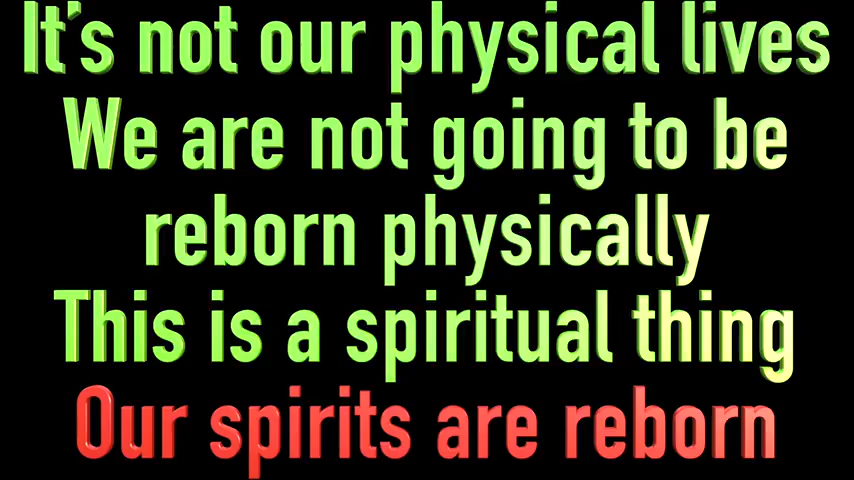 It's not our physical lives
We are not going to be
reborn physically
This is a spiritual thing
Our spirits are reborn